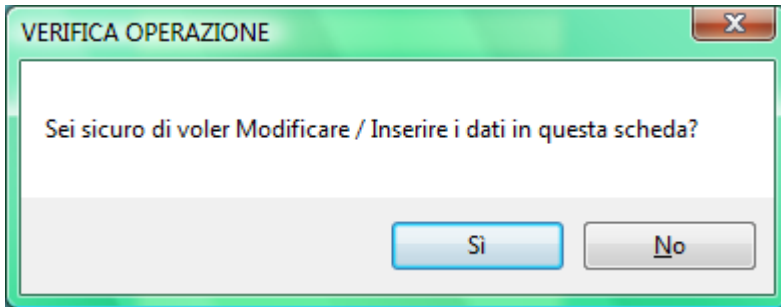 VERIFICA OPERAZIONE
X
Sei sicuro di voler Modificare / Inserire i dati in questa scheda?
Sì No